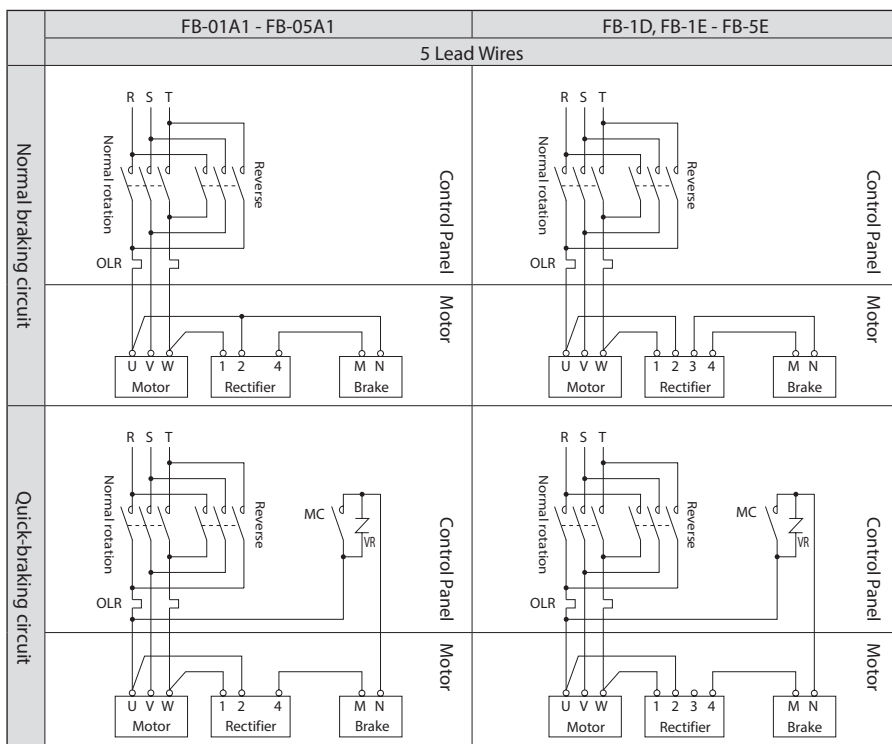 FB-01A1 - FB-05A1
FB-1D, FB-1E - FB-5E
5 Lead Wires
Normal braking circuit
R S T
Normal rotation
Reverse
OLR
Control Panel
Motor
U V W
Motor
1 2 4
Rectifier
M N
Brake
R S T
Normal rotation
Reverse
OLR
Control Panel
Motor
U V W
Motor
1 2 3 4
Rectifier
M N
Brake
Quick-braking circuit
R S T
Normal rotation
Reverse
MC
VR
OLR
Control Panel
Motor
U V W
Motor
1 2 4
Rectifier
M N
Brake
R S T
Normal rotation
Reverse
MC
VR
OLR
Control Panel
Motor
U V W
Motor
1 2 3 4
Rectifier
M N
Brake